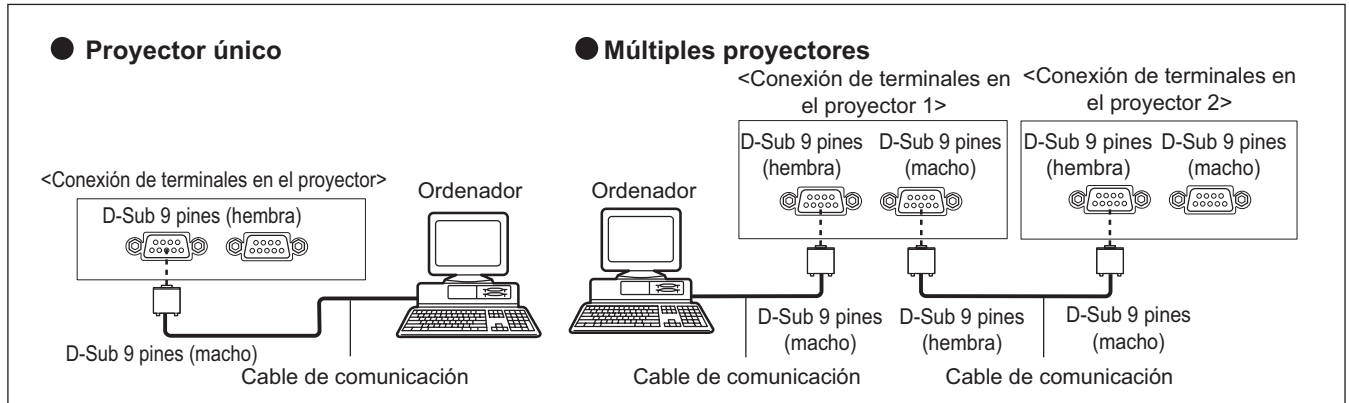 ● Proyector único
<Conexión de terminales en el proyector>
D-Sub 9 pines (hembra)
Ordenador
D-Sub 9 pines (macho)
Cable de comunicación
● Múltiples proyectores
<Conexión de terminales en
el proyector 1>
D-Sub 9 pines
(hembra)
D-Sub 9 pines
(macho)
<Conexión de terminales en
el proyector 2>
D-Sub 9 pines
(hembra)
D-Sub 9 pines
(macho)
Ordenador
D-Sub 9 pines
(macho)
D-Sub 9 pines
(hembra)
D-Sub 9 pines
(macho)
Cable de comunicación
Cable de comunicación